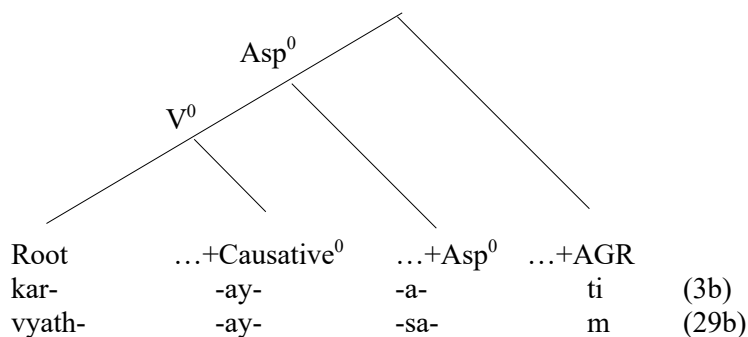 Asp⁰
V⁰
Root …+Causative⁰ …+Asp⁰ …+AGR
kar- -ay- -a- ti (3b)
vyath- -ay- -sa- m (29b)